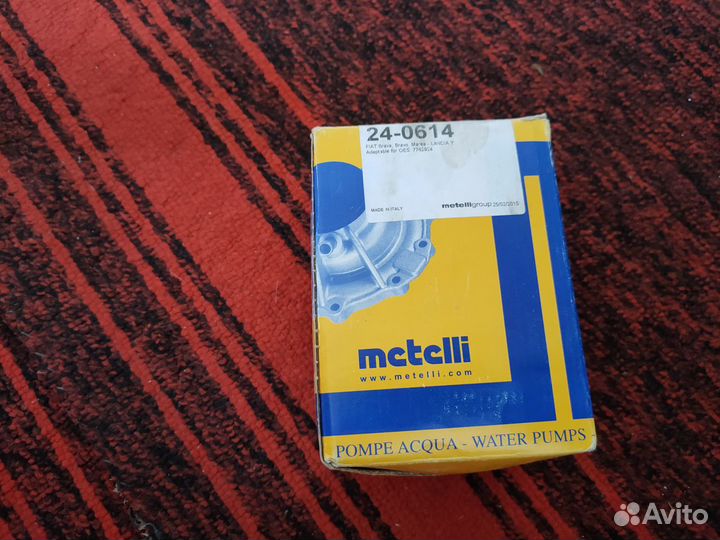 24-0614
FIAT Brava, Bravo, Marea - LANCIA Y
Adaptable for OES: 7762924
MADE IN ITALY
metelligroup 25/02/2015
metelli
www.metelli.com
POMPE ACQUA - WATER PUMPS
Avito